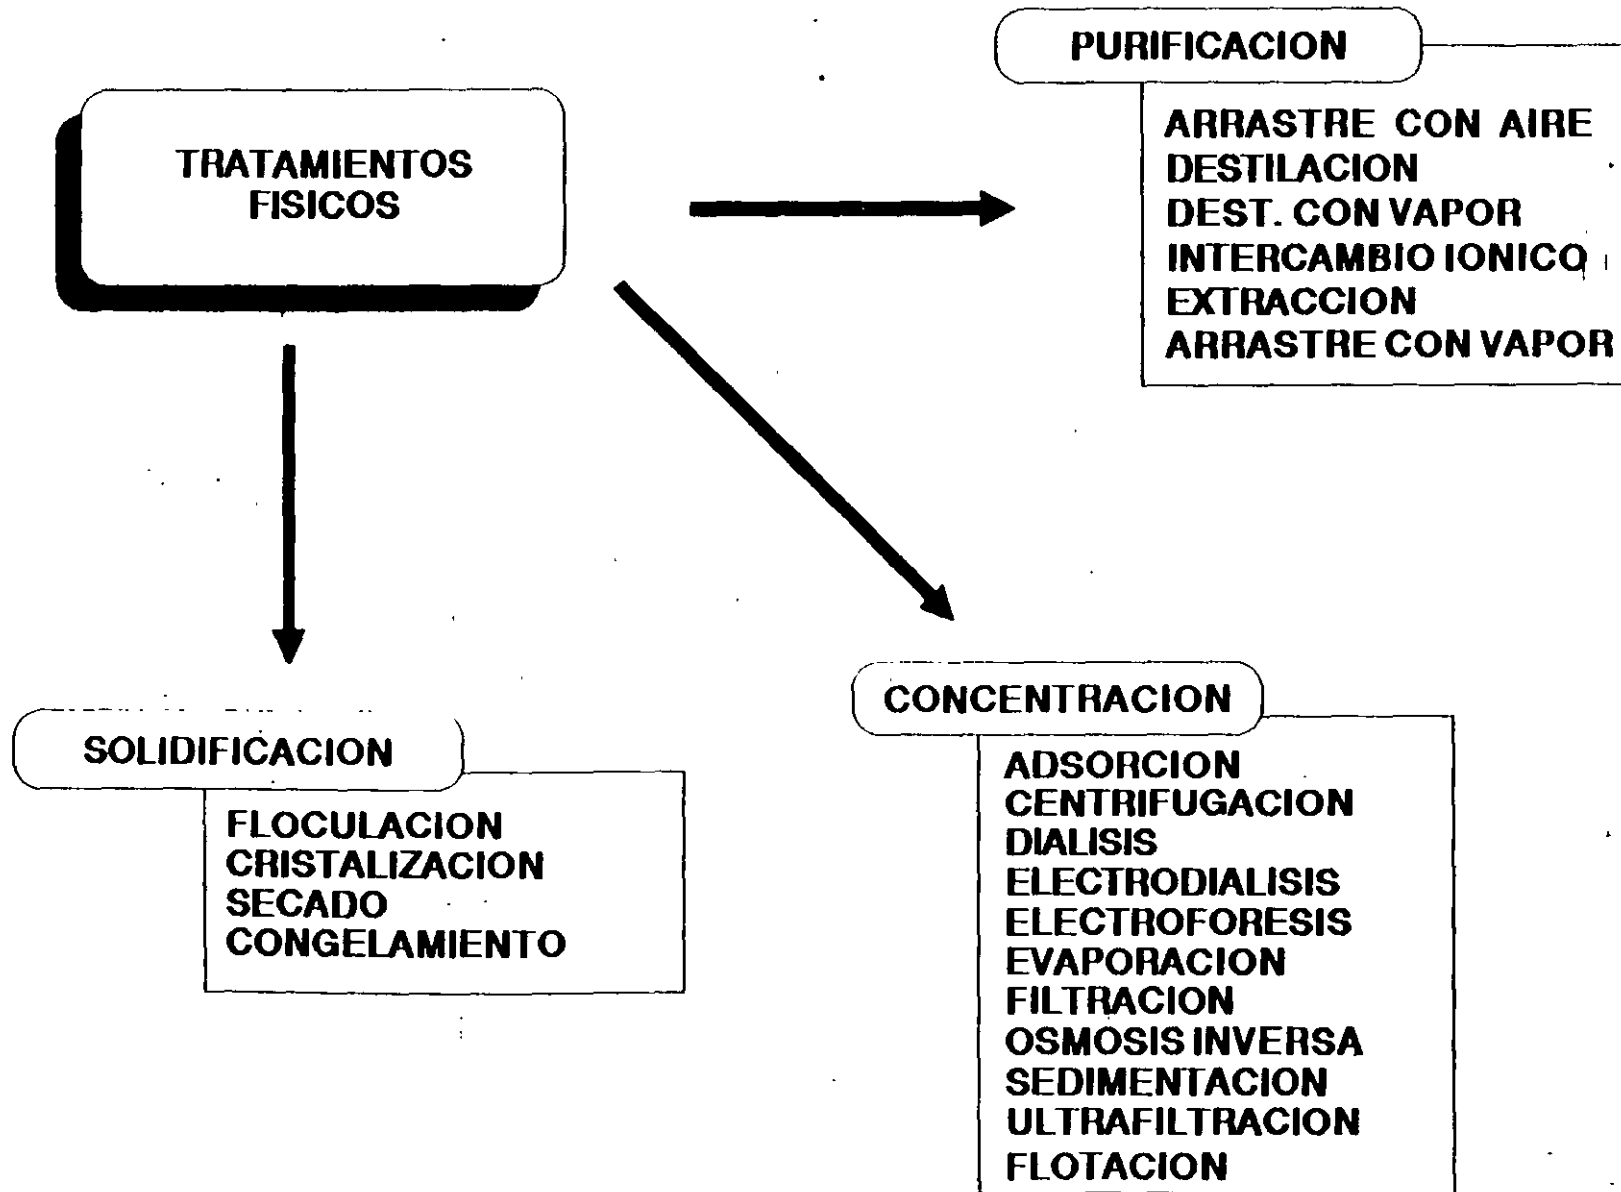 TRATAMIENTOS
FISICOS
PURIFICACION
ARRASTRE CON AIRE
DESTILACION
DEST. CON VAPOR
INTERCAMBIO IONICO
EXTRACCION
ARRASTRE CON VAPOR
SOLIDIFICACION
FLOCULACION
CRISTALIZACION
SECADO
CONGELAMIENTO
CONCENTRACION
ADSORCION
CENTRIFUGACION
DIALISIS
ELECTRODIALISIS
ELECTROFORESIS
EVAPORACION
FILTRACION
OSMOSIS INVERSA
SEDIMENTACION
ULTRAFILTRACION
FLOTACION